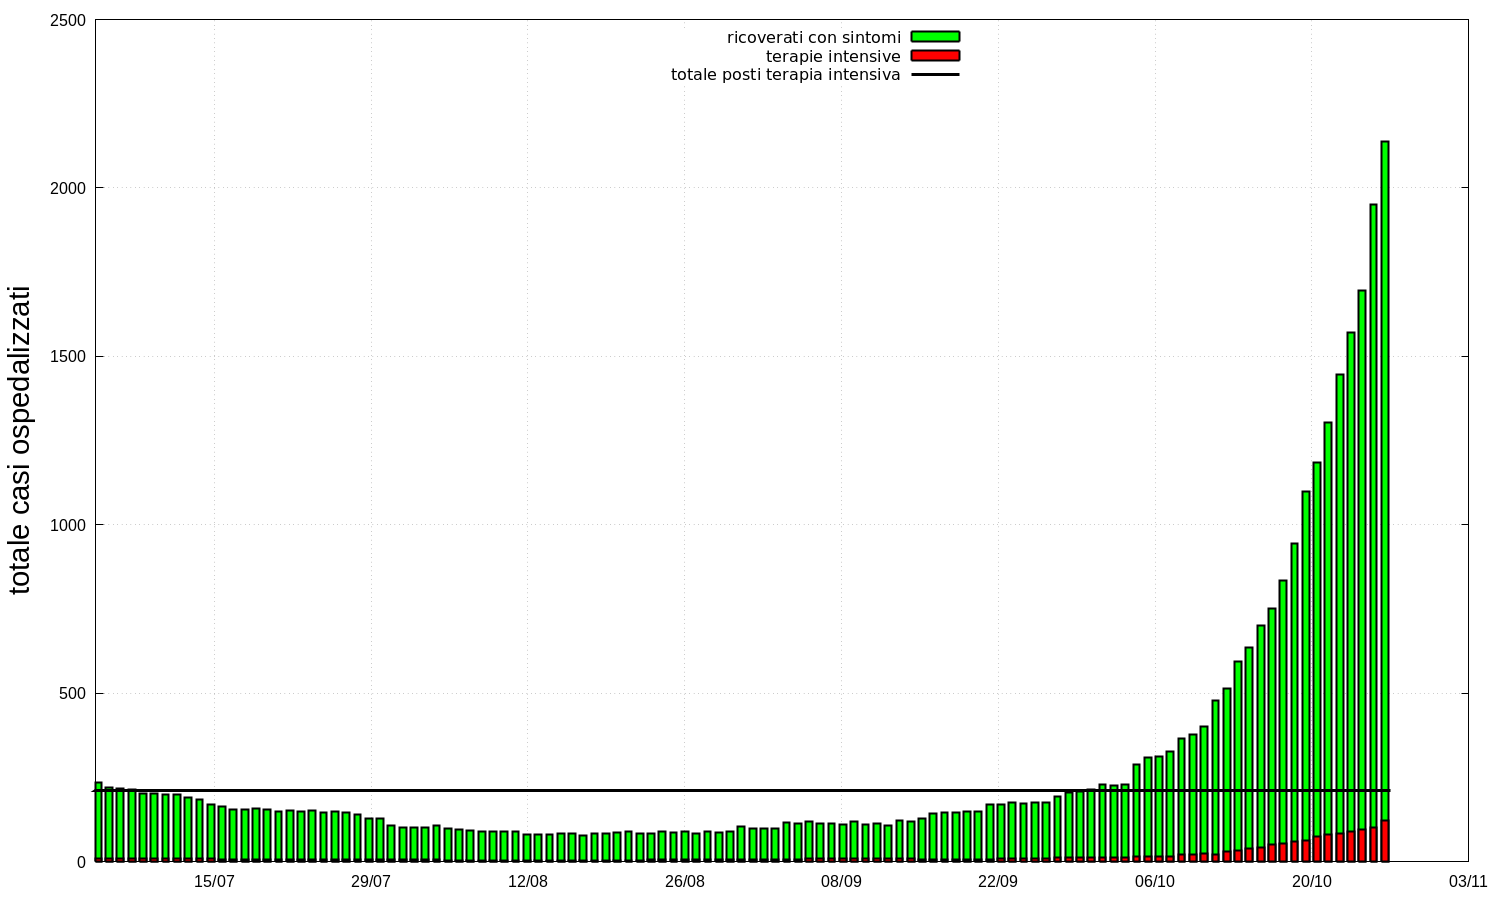 ricoverati con sintomi
terapie intensive
totale posti terapia intensiva
totale casi ospedalizzati
2500
2000
1500
1000
500
0
15/07 29/07 12/08 26/08 08/09 22/09 06/10 20/10 03/11